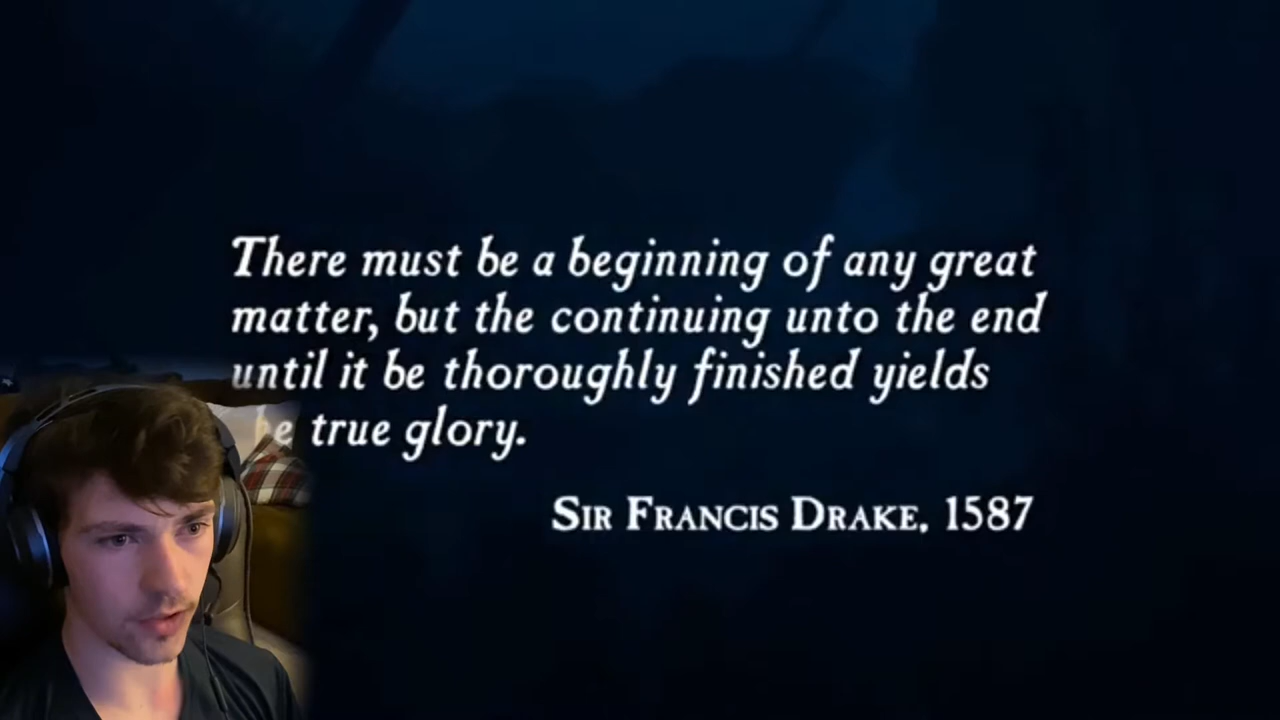 There must be a beginning of any great
matter, but the continuing unto the end
until it be thoroughly finished yields
true glory.
SIR FRANCIS DRAKE, 1587